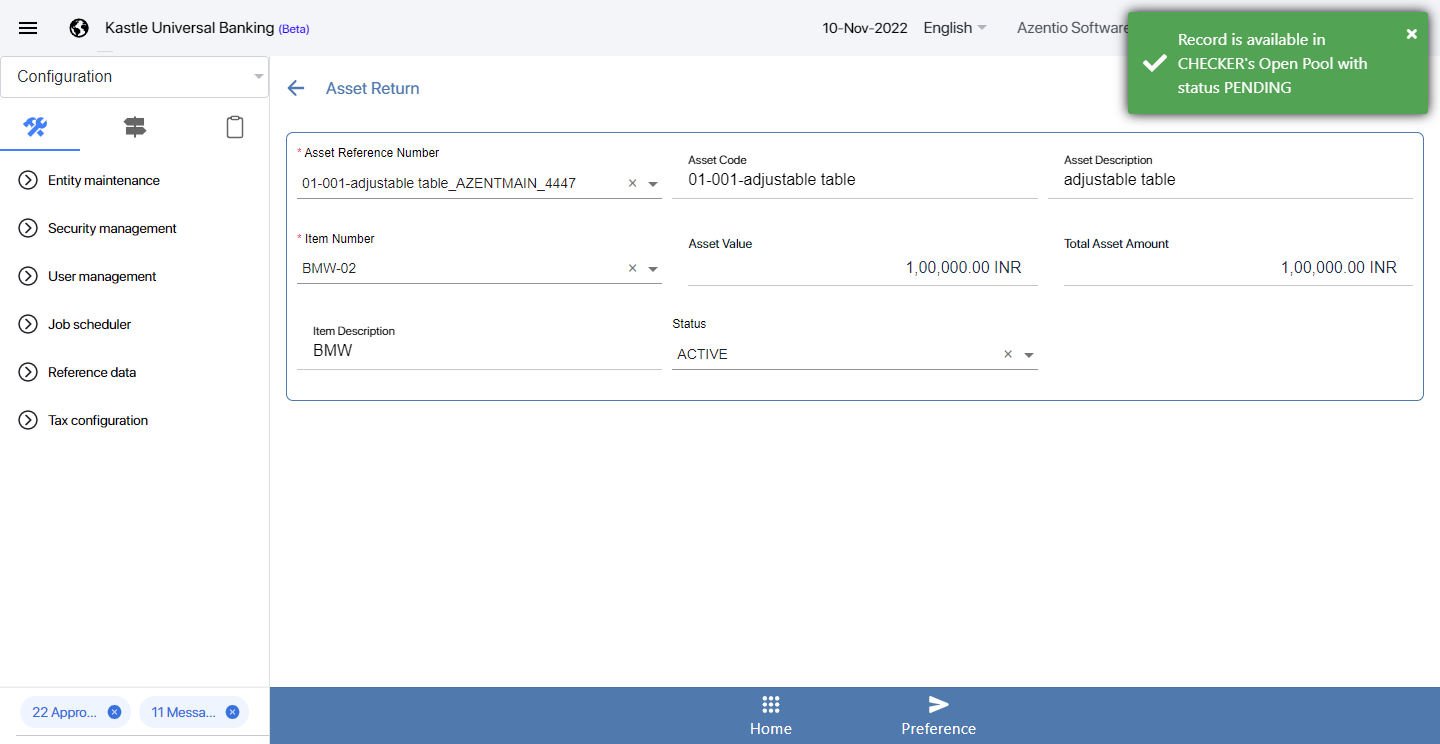 Kastle Universal Banking (Beta)
10-Nov-2022
English
Azentio Software
Record is available in
CHECKER's Open Pool with
status PENDING
Configuration
Asset Return
Entity maintenance
Security management
User management
Job scheduler
Reference data
Tax configuration
* Asset Reference Number
01-001-adjustable table_AZENTMAIN_4447
Asset Code
01-001-adjustable table
Asset Description
adjustable table
* Item Number
BMW-02
Asset Value
1,00,000.00 INR
Total Asset Amount
1,00,000.00 INR
Item Description
BMW
Status
ACTIVE
22 Appro...
11 Messa...
Home
Preference